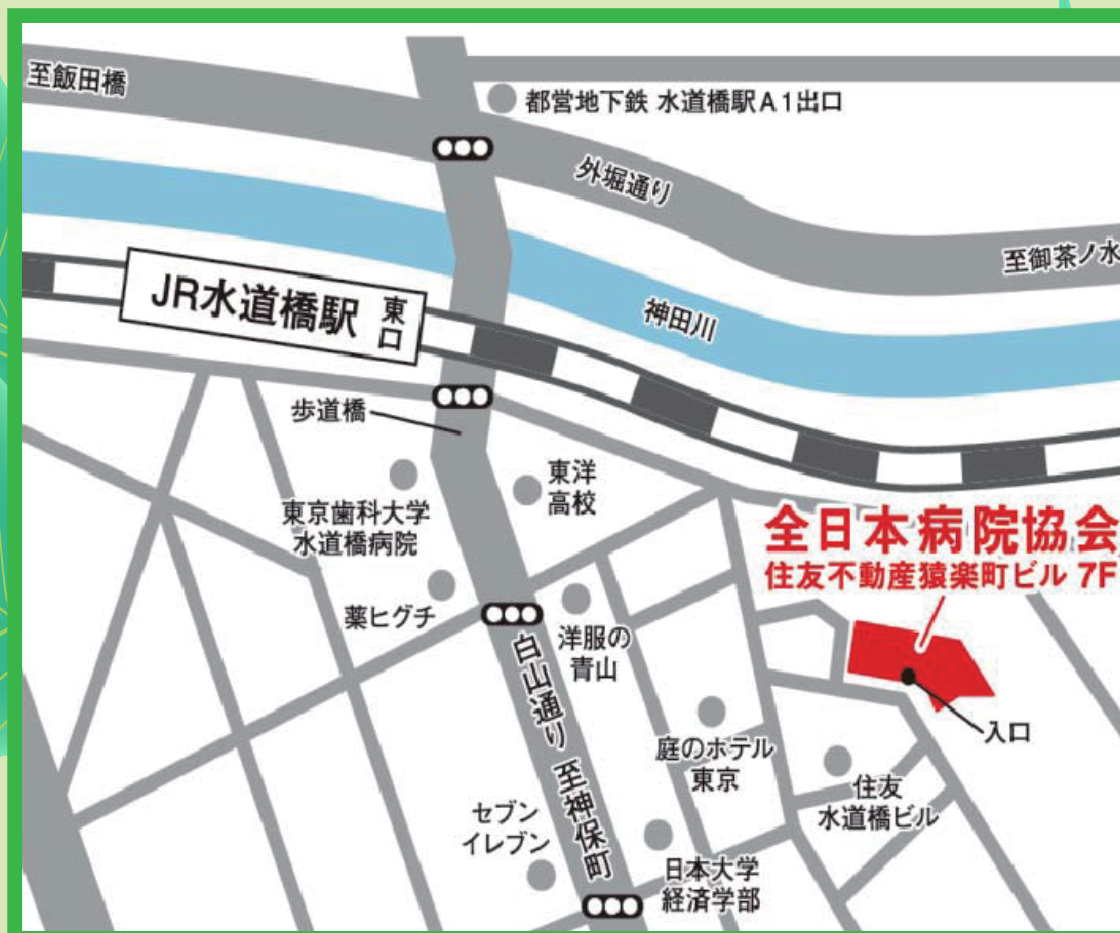 至飯田橋
都営地下鉄 水道橋駅A1出口
外堀通り
至御茶ノ水
JR水道橋駅
東口
神田川
歩道橋
東洋
高校
東京歯科大学
水道橋病院
全日本病院協会
住友不動産猿楽町ビル 7F
薬ヒグチ
洋服の
青山
白山通り 至神保町
入口
庭のホテル
東京
住友
水道橋ビル
セブン
イレブン
日本大学
経済学部